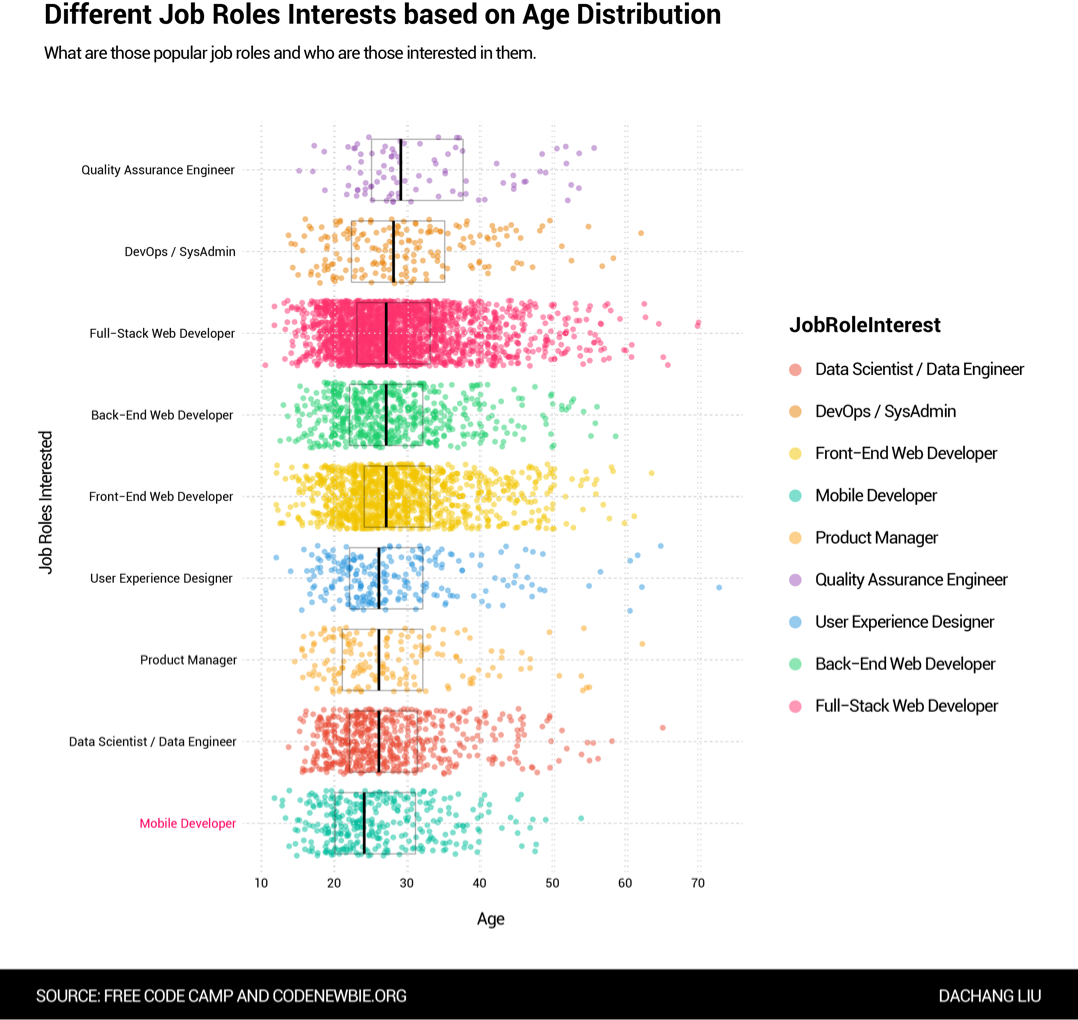 Different Job Roles Interests based on Age Distribution
What are those popular job roles and who are those interested in them.
Job Roles Interested
Quality Assurance Engineer
DevOps / SysAdmin
Full-Stack Web Developer
Back-End Web Developer
Front-End Web Developer
User Experience Designer
Product Manager
Data Scientist / Data Engineer
Mobile Developer
10 20 30 40 50 60 70
Age
JobRoleInterest
Data Scientist / Data Engineer
DevOps / SysAdmin
Front-End Web Developer
Mobile Developer
Product Manager
Quality Assurance Engineer
User Experience Designer
Back-End Web Developer
Full-Stack Web Developer
SOURCE: FREE CODE CAMP AND CODENEWBIE.ORG
DACHANG LIU